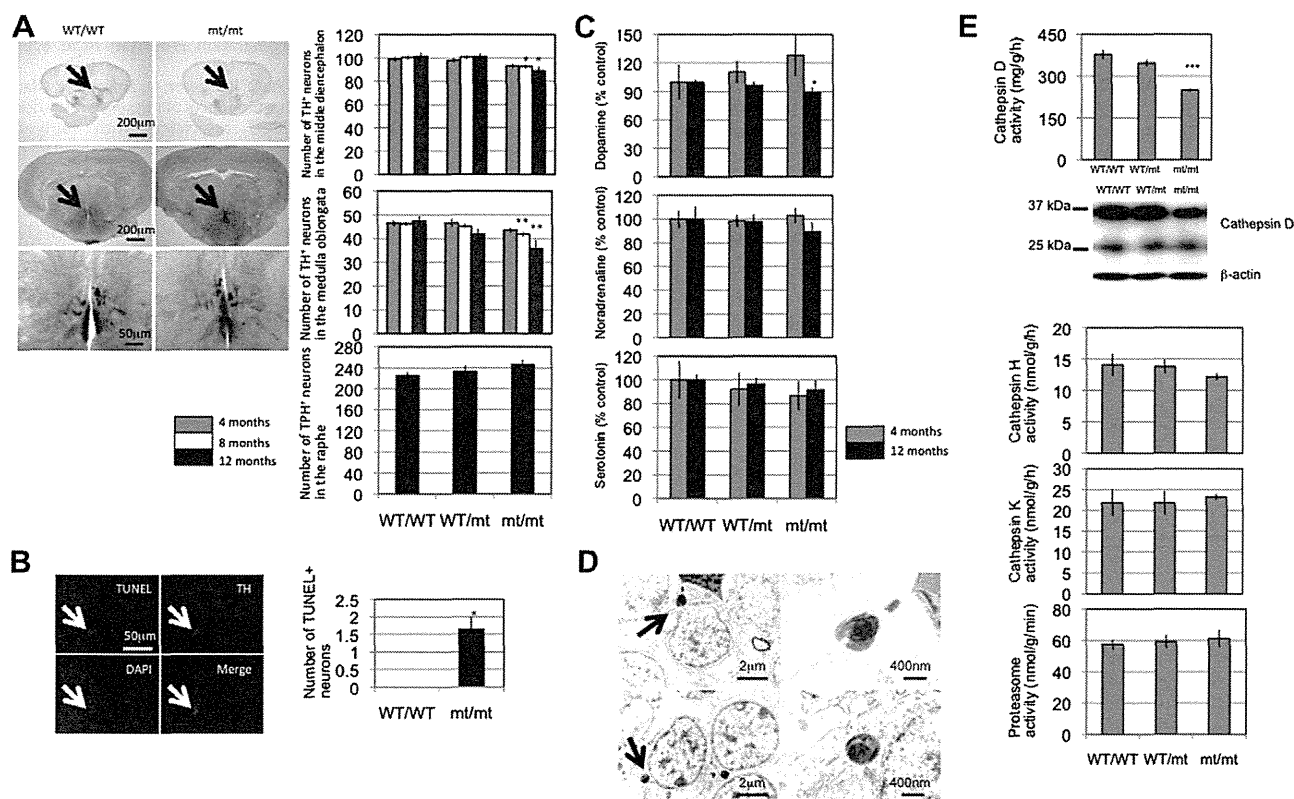 A
WT/WT
mt/mt
200μm
200μm
200μm
200μm
50μm
50μm
4 months
8 months
12 months
Number of TH⁺ neurons
in the middle diencephalon
120
100
80
60
40
20
0
* *
Number of TH⁺ neurons
in the medulla oblongata
60
50
40
30
20
10
0
**
**
Number of TPH⁺ neurons
in the raphe
280
240
200
160
120
80
40
0
WT/WT WT/mt mt/mt
B
TUNEL
TH
50μm
DAPI
Merge
Number of TUNEL+
neurons
2.5
2
1.5
1
0.5
0
*
WT/WT mt/mt
C
Dopamine (% control)
150
120
90
60
30
0
*
Noradrenaline (% control)
120
100
80
60
40
20
0
Serotonin (% control)
120
100
80
60
40
20
0
WT/WT WT/mt mt/mt
4 months
12 months
D
2μm
400nm
2μm
400nm
E
Cathepsin D
activity (mg/g/h)
450
300
150
0
***
WT/WT WT/mt mt/mt
WT/WT WT/mt mt/mt
37 kDa
25 kDa
Cathepsin D
β-actin
Cathepsin H
activity (nmol/g/h)
20
15
10
5
0
Cathepsin K
activity (nmol/g/h)
30
25
20
15
10
5
0
Proteasome
activity (nmol/g/min)
80
60
40
20
0
WT/WT WT/mt mt/mt